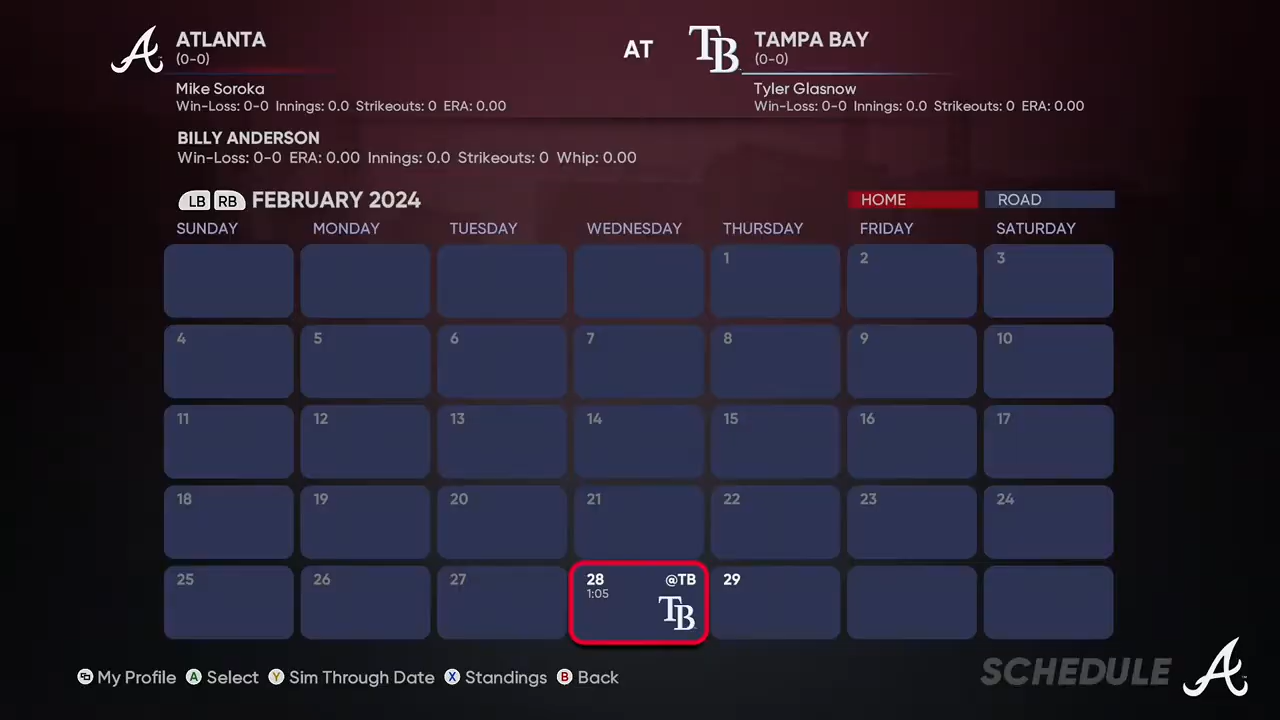 ATLANTA
(0-0)
AT
TB
TAMPA BAY
(0-0)
Mike Soroka
Win-Loss: 0-0 Innings: 0.0 Strikeouts: 0 ERA: 0.00
Tyler Glasnow
Win-Loss: 0-0 Innings: 0.0 Strikeouts: 0 ERA: 0.00
BILLY ANDERSON
Win-Loss: 0-0 ERA: 0.00 Innings: 0.0 Strikeouts: 0 Whip: 0.00
LB RB FEBRUARY 2024
HOME ROAD
SUNDAY MONDAY TUESDAY WEDNESDAY THURSDAY FRIDAY SATURDAY
1 2 3
4 5 6 7 8 9 10
11 12 13 14 15 16 17
18 19 20 21 22 23 24
25 26 27 28 @TB 29
1:05
TB
My Profile A Select Y Sim Through Date X Standings B Back
SCHEDULE A